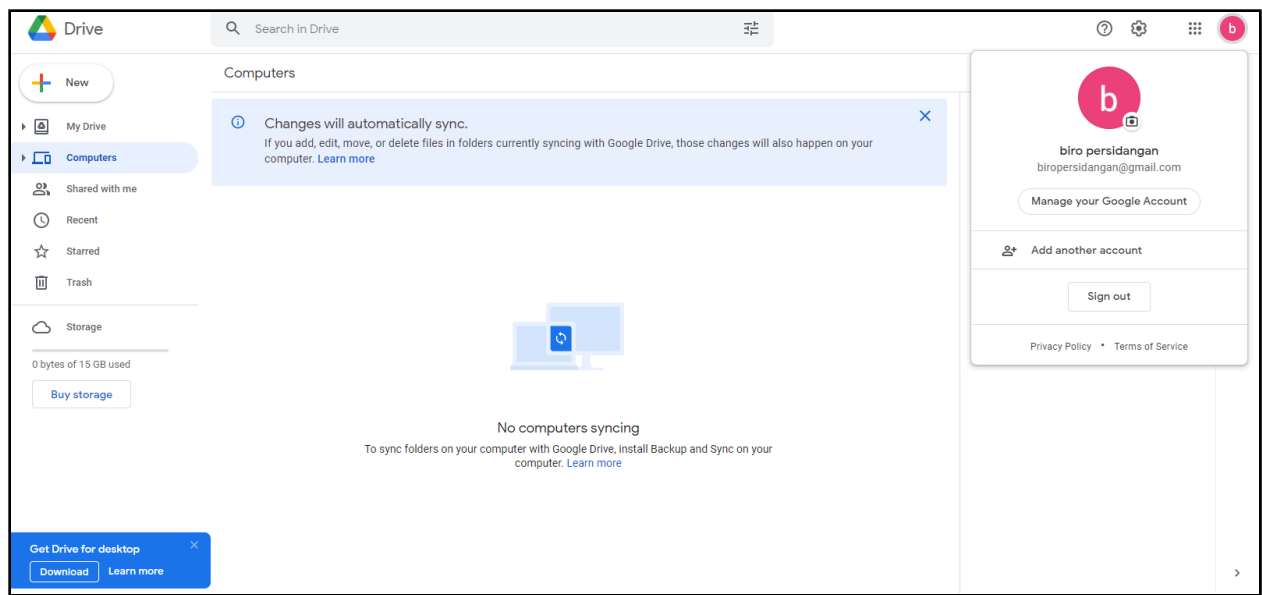 Drive
Search in Drive
b
New
My Drive
Computers
Shared with me
Recent
Starred
Trash
Storage
0 bytes of 15 GB used
Buy storage
Computers
Changes will automatically sync.
If you add, edit, move, or delete files in folders currently syncing with Google Drive, those changes will also happen on your
computer. Learn more
No computers syncing
To sync folders on your computer with Google Drive, install Backup and Sync on your
computer. Learn more
b
biro persidangan
biropersidangan@gmail.com
Manage your Google Account
Add another account
Sign out
Privacy Policy • Terms of Service
Get Drive for desktop
Download Learn more